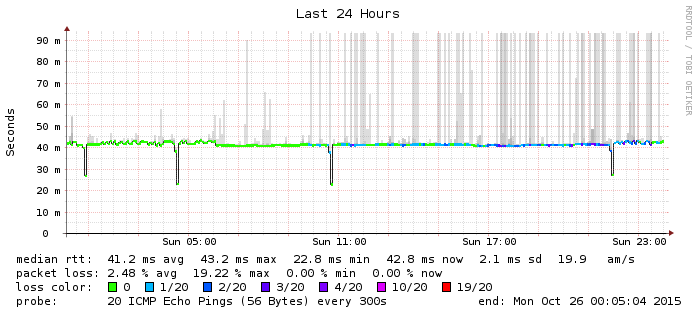 Last 24 Hours
RRDTOOL / TOBI OETIKER
Seconds
90 m
80 m
70 m
60 m
50 m
40 m
30 m
20 m
10 m
0
Sun 05:00 Sun 11:00 Sun 17:00 Sun 23:00
median rtt: 41.2 ms avg 43.2 ms max 22.8 ms min 42.8 ms now 2.1 ms sd 19.9 am/s
packet loss: 2.48 % avg 19.22 % max 0.00 % min 0.00 % now
loss color: 0 1/20 2/20 3/20 4/20 10/20 19/20
probe: 20 ICMP Echo Pings (56 Bytes) every 300s end: Mon Oct 26 00:05:04 2015